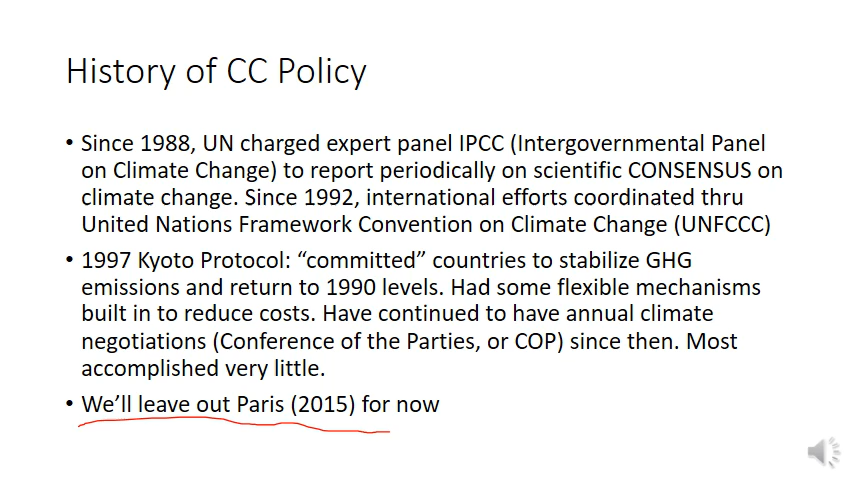 History of CC Policy
• Since 1988, UN charged expert panel IPCC (Intergovernmental Panel
on Climate Change) to report periodically on scientific CONSENSUS on
climate change. Since 1992, international efforts coordinated thru
United Nations Framework Convention on Climate Change (UNFCCC)
• 1997 Kyoto Protocol: “committed” countries to stabilize GHG
emissions and return to 1990 levels. Had some flexible mechanisms
built in to reduce costs. Have continued to have annual climate
negotiations (Conference of the Parties, or COP) since then. Most
accomplished very little.
• We’ll leave out Paris (2015) for now